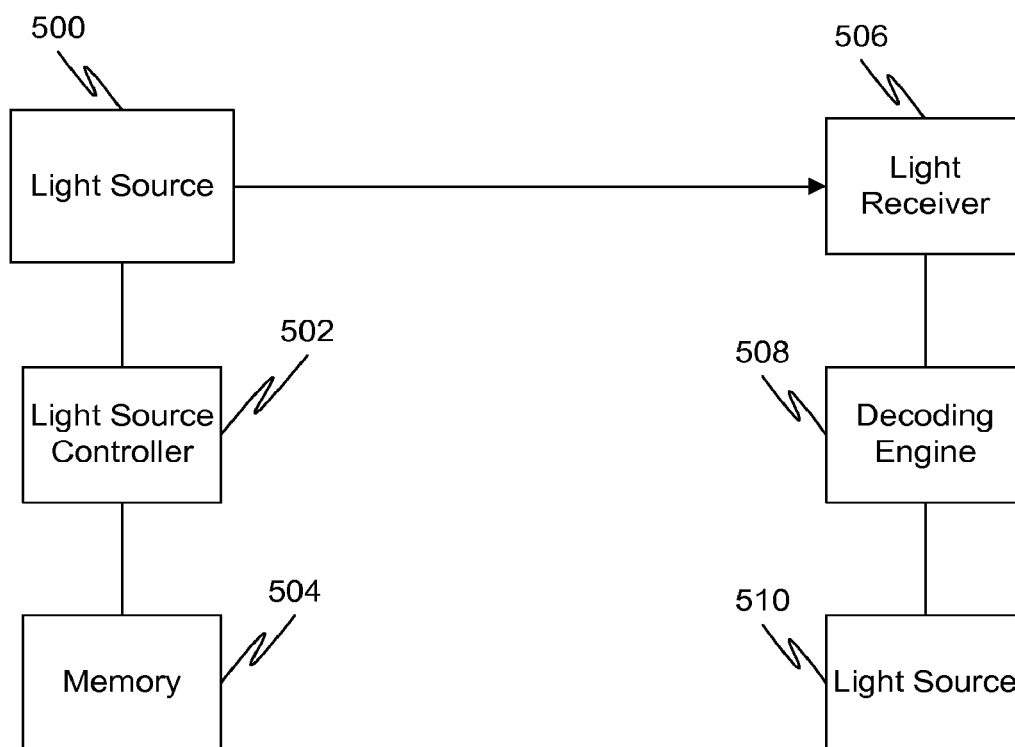 500
506
Light Source
Light
Receiver
502
508
Light Source
Controller
Decoding
Engine
504
510
Memory
Light Source